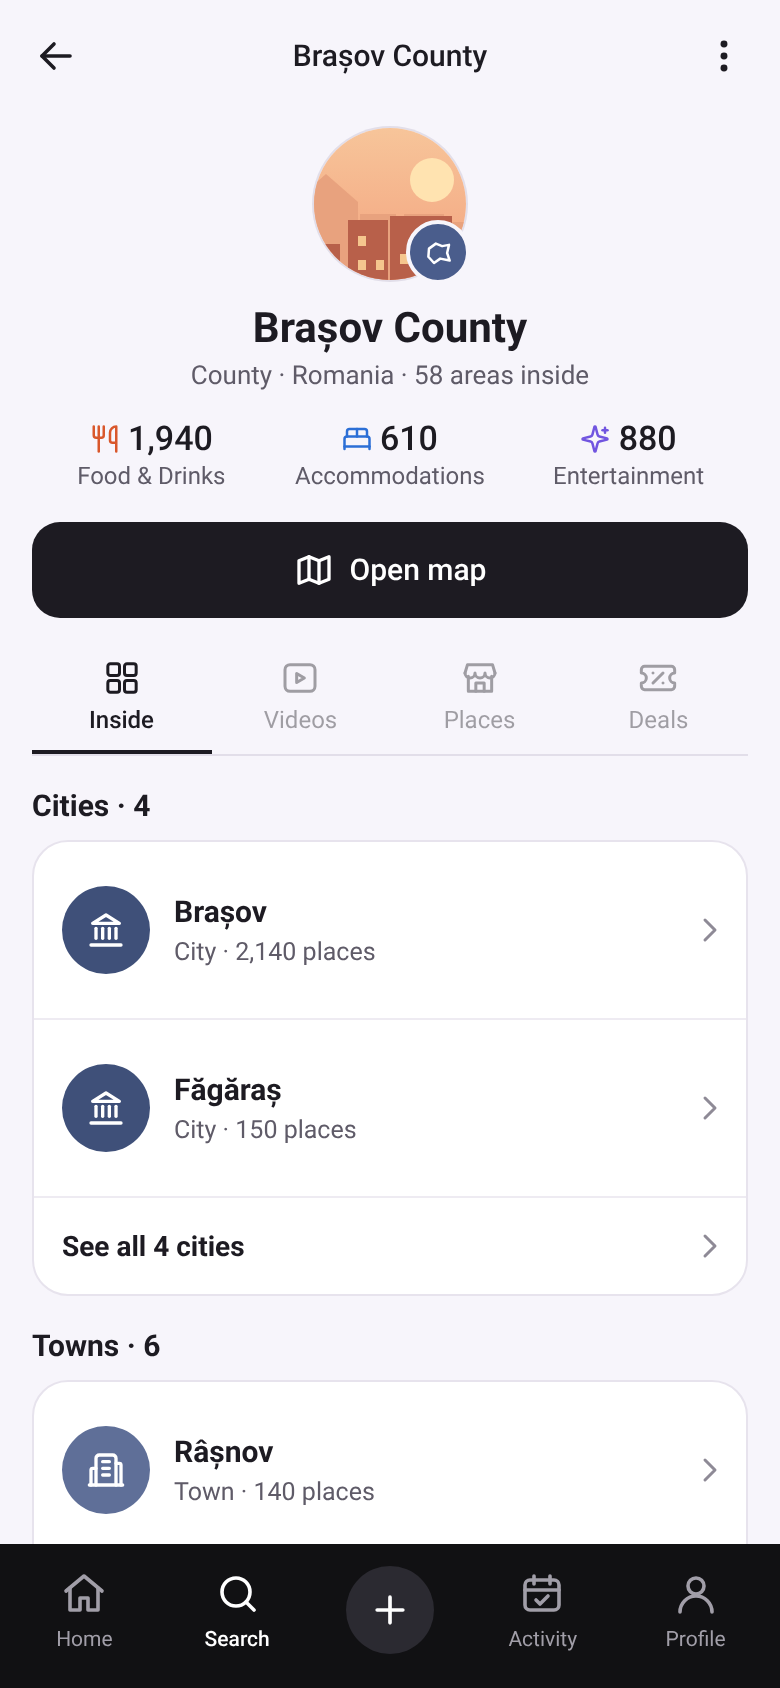 Brașov County
Brașov County
County · Romania · 58 areas inside
1,940 610 880
Food & Drinks Accommodations Entertainment
Open map
Inside Videos Places Deals
Cities · 4
Brașov
City · 2,140 places
Făgăraș
City · 150 places
See all 4 cities
Towns · 6
Râșnov
Town · 140 places
Home Search Activity Profile